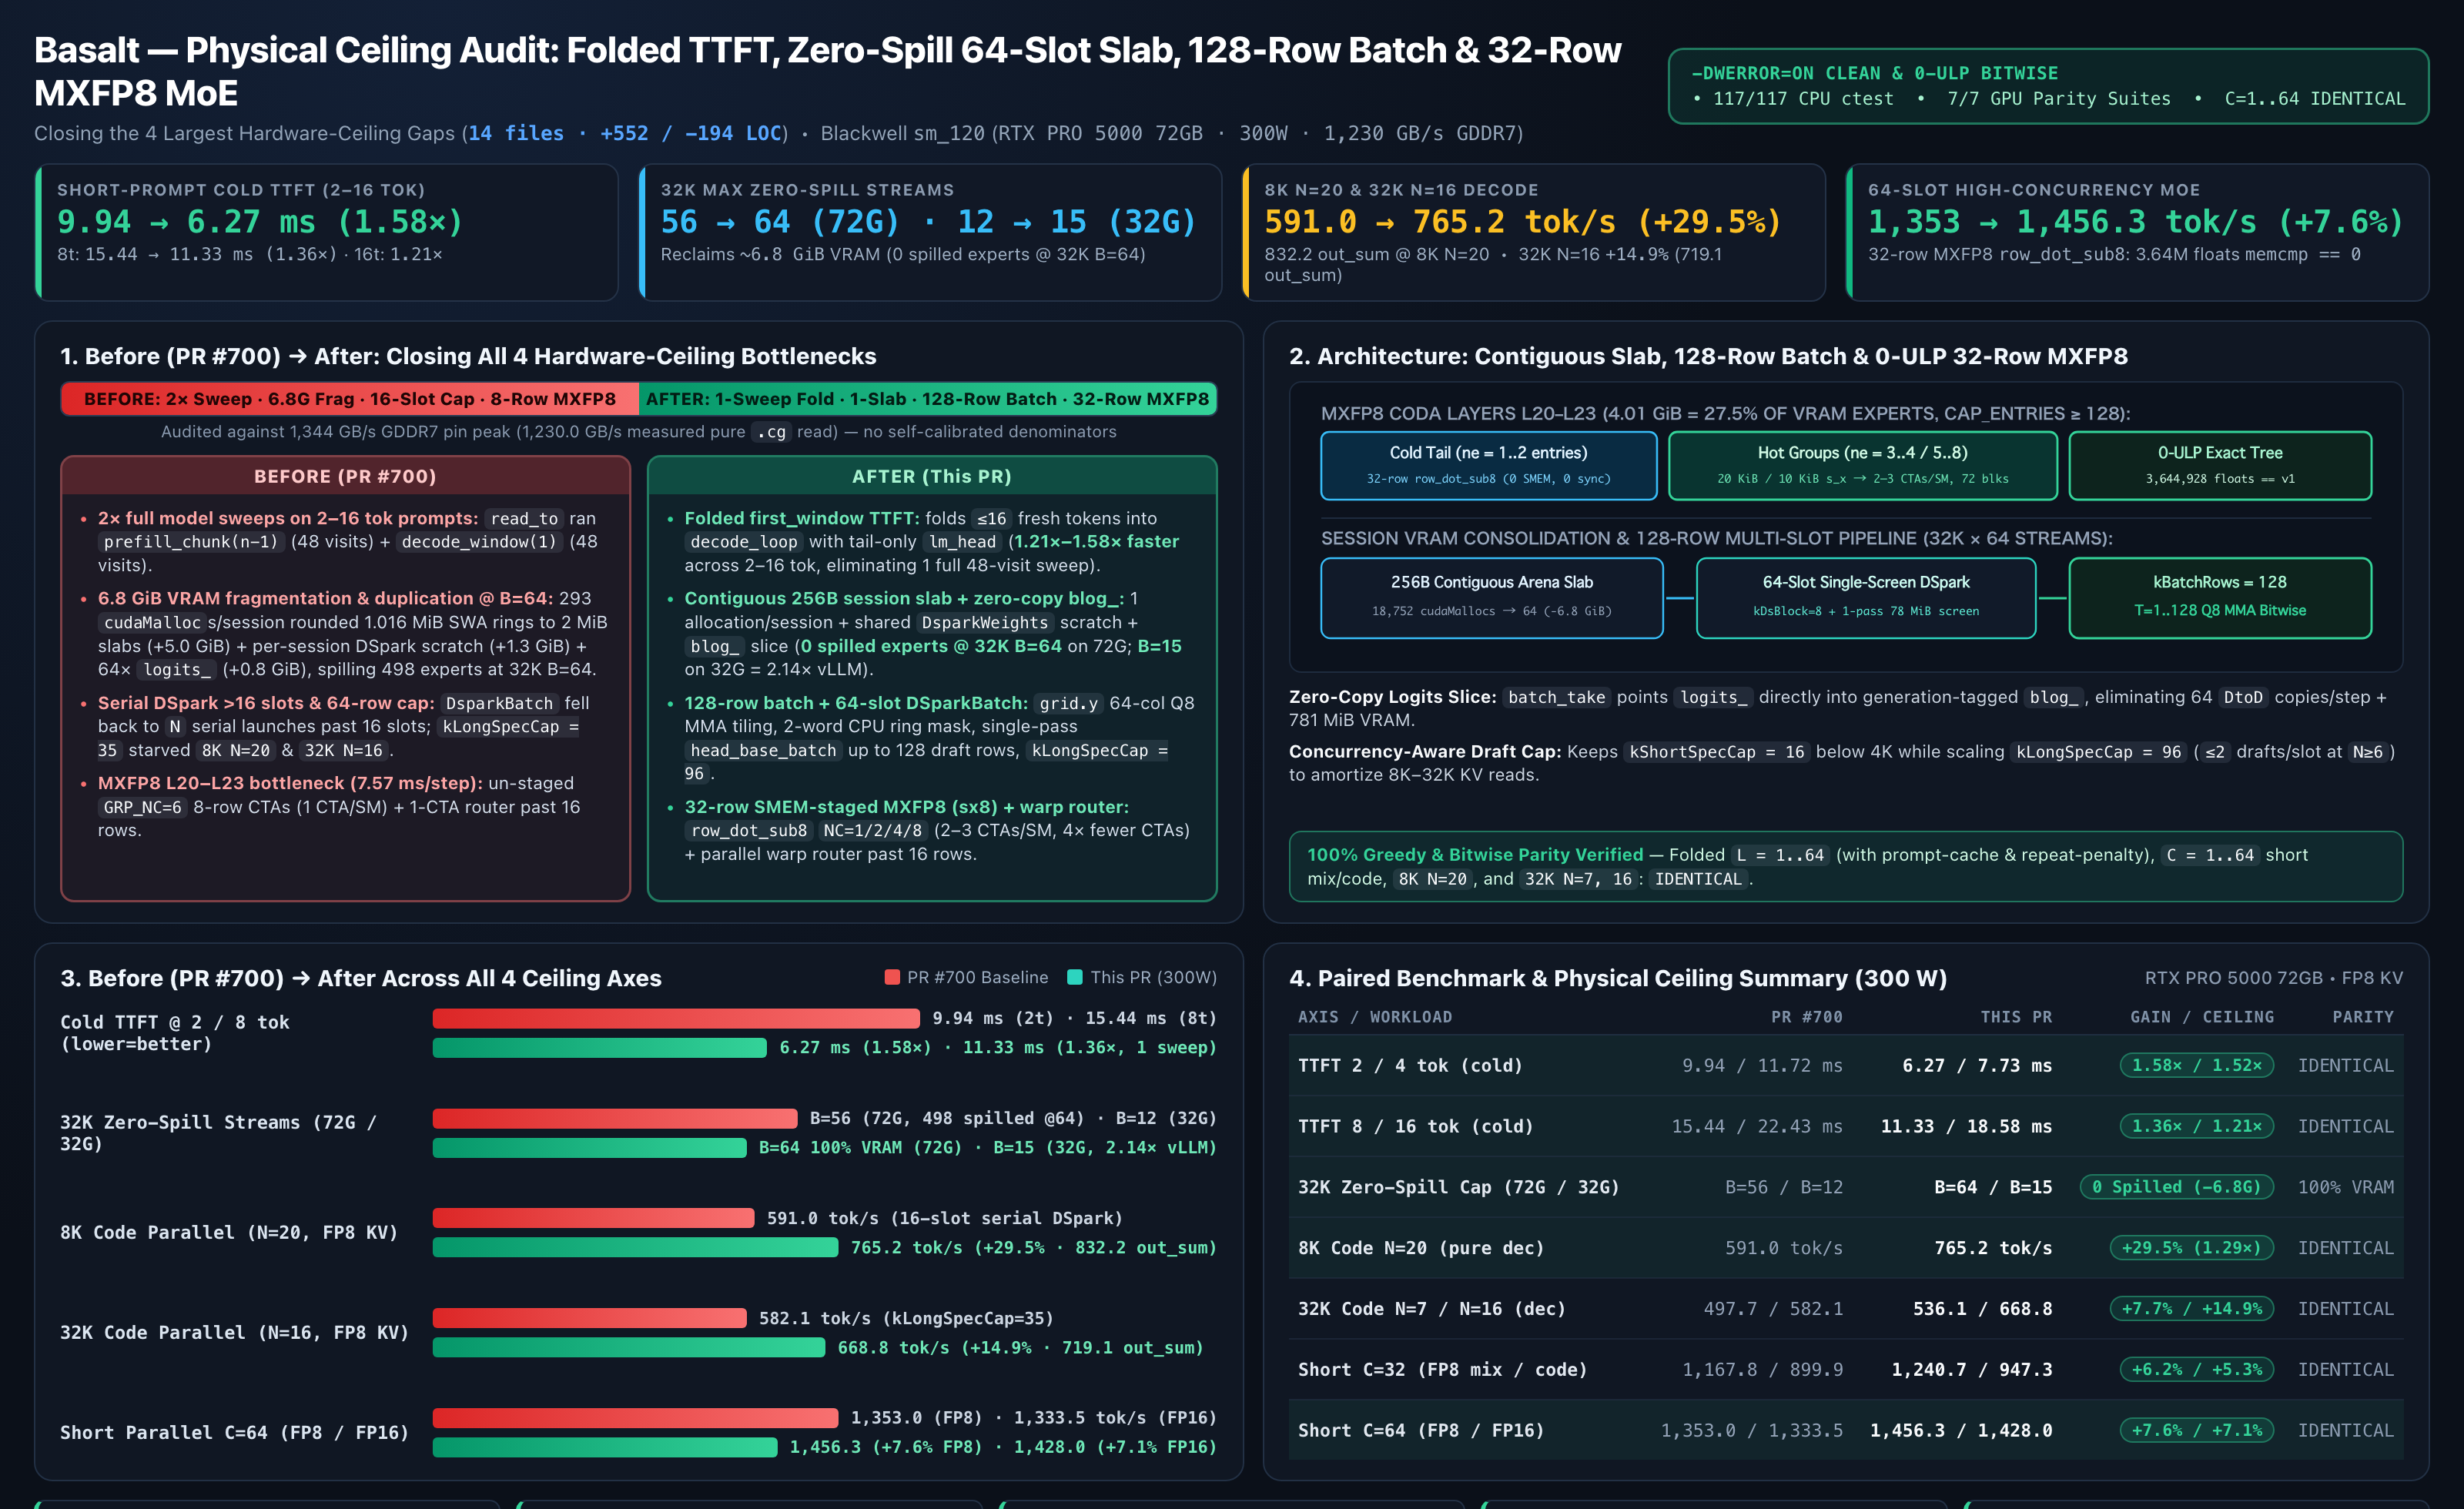 Basalt — Physical Ceiling Audit: Folded TTFT, Zero-Spill 64-Slot Slab, 128-Row Batch & 32-Row
MXFP8 MoE
Closing the 4 Largest Hardware-Ceiling Gaps (14 files · +552 / −194 LOC) • Blackwell sm_120 (RTX PRO 5000 72GB · 300W · 1,230 GB/s GDDR7)
−DWERROR=ON CLEAN & 0−ULP BITWISE
• 117/117 CPU ctest • 7/7 GPU Parity Suites • C=1..64 IDENTICAL
SHORT-PROMPT COLD TTFT (2–16 TOK)
9.94 → 6.27 ms (1.58×)
8t: 15.44 → 11.33 ms (1.36×) · 16t: 1.21×
32K MAX ZERO-SPILL STREAMS
56 → 64 (72G) · 12 → 15 (32G)
Reclaims ~6.8 GiB VRAM (0 spilled experts @ 32K B=64)
8K N=20 & 32K N=16 DECODE
591.0 → 765.2 tok/s (+29.5%)
832.2 out_sum @ 8K N=20 • 32K N=16 +14.9% (719.1
out_sum)
64-SLOT HIGH-CONCURRENCY MOE
1,353 → 1,456.3 tok/s (+7.6%)
32-row MXFP8 row_dot_sub8: 3.64M floats memcmp == 0
1. Before (PR #700) → After: Closing All 4 Hardware-Ceiling Bottlenecks
BEFORE: 2× Sweep · 6.8G Frag · 16-Slot Cap · 8-Row MXFP8
AFTER: 1-Sweep Fold · 1-Slab · 128-Row Batch · 32-Row MXFP8
Audited against 1,344 GB/s GDDR7 pin peak (1,230.0 GB/s measured pure .cg read) — no self-calibrated denominators
BEFORE (PR #700)
• 2× full model sweeps on 2–16 tok prompts: read_to ran
prefill_chunk(n−1) (48 visits) + decode_window(1) (48
visits).
• 6.8 GiB VRAM fragmentation & duplication @ B=64: 293
cudaMalloc s/session rounded 1.016 MiB SWA rings to 2 MiB
slabs (+5.0 GiB) + per-session DSpark scratch (+1.3 GiB) +
64× logits_ (+0.8 GiB), spilling 498 experts at 32K B=64.
• Serial DSpark >16 slots & 64-row cap: DsparkBatch fell
back to N serial launches past 16 slots; kLongSpecCap =
35 starved 8K N=20 & 32K N=16.
• MXFP8 L20–L23 bottleneck (7.57 ms/step): un-staged
GRP_NC=6 8-row CTAs (1 CTA/SM) + 1-CTA router past 16
rows.
AFTER (This PR)
• Folded first_window TTFT: folds ≤16 fresh tokens into
decode_loop with tail-only lm_head (1.21×–1.58× faster
across 2–16 tok, eliminating 1 full 48-visit sweep).
• Contiguous 256B session slab + zero-copy blog_: 1
allocation/session + shared DsparkWeights scratch +
blog_ slice (0 spilled experts @ 32K B=64 on 72G; B=15
on 32G = 2.14× vLLM).
• 128-row batch + 64-slot DSparkBatch: grid.y 64-col Q8
MMA tiling, 2-word CPU ring mask, single-pass
head_base_batch up to 128 draft rows, kLongSpecCap =
96.
• 32-row SMEM-staged MXFP8 (sx8) + warp router:
row_dot_sub8 NC=1/2/4/8 (2–3 CTAs/SM, 4× fewer CTAs)
+ parallel warp router past 16 rows.
2. Architecture: Contiguous Slab, 128-Row Batch & 0-ULP 32-Row MXFP8
MXFP8 CODA LAYERS L20–L23 (4.01 GiB = 27.5% OF VRAM EXPERTS, CAP_ENTRIES ≥ 128):
Cold Tail (ne = 1..2 entries)
32-row row_dot_sub8 (0 SMEM, 0 sync)
Hot Groups (ne = 3..4 / 5..8)
20 KiB / 10 KiB s_x → 2–3 CTAs/SM, 72 blks
0-ULP Exact Tree
3,644,928 floats == v1
SESSION VRAM CONSOLIDATION & 128-ROW MULTI-SLOT PIPELINE (32K × 64 STREAMS):
256B Contiguous Arena Slab
18,752 cudaMallocs → 64 (-6.8 GiB)
64-Slot Single-Screen DSpark
kDsBlock=8 + 1-pass 78 MiB screen
kBatchRows = 128
T=1..128 Q8 MMA Bitwise
Zero-Copy Logits Slice: batch_take points logits_ directly into generation-tagged blog_, eliminating 64 DtoD copies/step +
781 MiB VRAM.
Concurrency-Aware Draft Cap: Keeps kShortSpecCap = 16 below 4K while scaling kLongSpecCap = 96 (≤2 drafts/slot at N≥6)
to amortize 8K–32K KV reads.
100% Greedy & Bitwise Parity Verified — Folded L = 1..64 (with prompt-cache & repeat-penalty), C = 1..64 short
mix/code, 8K N=20, and 32K N=7, 16: IDENTICAL.
3. Before (PR #700) → After Across All 4 Ceiling Axes
PR #700 Baseline
This PR (300W)
Cold TTFT @ 2 / 8 tok
(lower=better)
9.94 ms (2t) · 15.44 ms (8t)
6.27 ms (1.58×) · 11.33 ms (1.36×, 1 sweep)
32K Zero−Spill Streams (72G /
32G)
B=56 (72G, 498 spilled @64) · B=12 (32G)
B=64 100% VRAM (72G) · B=15 (32G, 2.14× vLLM)
8K Code Parallel (N=20, FP8 KV)
591.0 tok/s (16−slot serial DSpark)
765.2 tok/s (+29.5% · 832.2 out_sum)
32K Code Parallel (N=16, FP8 KV)
582.1 tok/s (kLongSpecCap=35)
668.8 tok/s (+14.9% · 719.1 out_sum)
Short Parallel C=64 (FP8 / FP16)
1,353.0 (FP8) · 1,333.5 tok/s (FP16)
1,456.3 (+7.6% FP8) · 1,428.0 (+7.1% FP16)
4. Paired Benchmark & Physical Ceiling Summary (300 W)
RTX PRO 5000 72GB • FP8 KV
AXIS / WORKLOAD PR #700 THIS PR GAIN / CEILING PARITY
TTFT 2 / 4 tok (cold) 9.94 / 11.72 ms 6.27 / 7.73 ms 1.58× / 1.52× IDENTICAL
TTFT 8 / 16 tok (cold) 15.44 / 22.43 ms 11.33 / 18.58 ms 1.36× / 1.21× IDENTICAL
32K Zero−Spill Cap (72G / 32G) B=56 / B=12 B=64 / B=15 0 Spilled (−6.8G) 100% VRAM
8K Code N=20 (pure dec) 591.0 tok/s 765.2 tok/s +29.5% (1.29×) IDENTICAL
32K Code N=7 / N=16 (dec) 497.7 / 582.1 536.1 / 668.8 +7.7% / +14.9% IDENTICAL
Short C=32 (FP8 mix / code) 1,167.8 / 899.9 1,240.7 / 947.3 +6.2% / +5.3% IDENTICAL
Short C=64 (FP8 / FP16) 1,353.0 / 1,333.5 1,456.3 / 1,428.0 +7.6% / +7.1% IDENTICAL